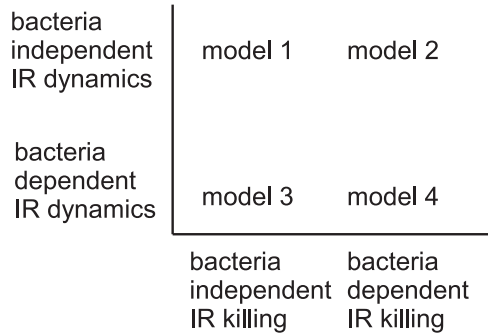 bacteria
independent
IR dynamics
model 1 model 2
bacteria
dependent
IR dynamics
model 3 model 4
bacteria
independent
IR killing
bacteria
dependent
IR killing